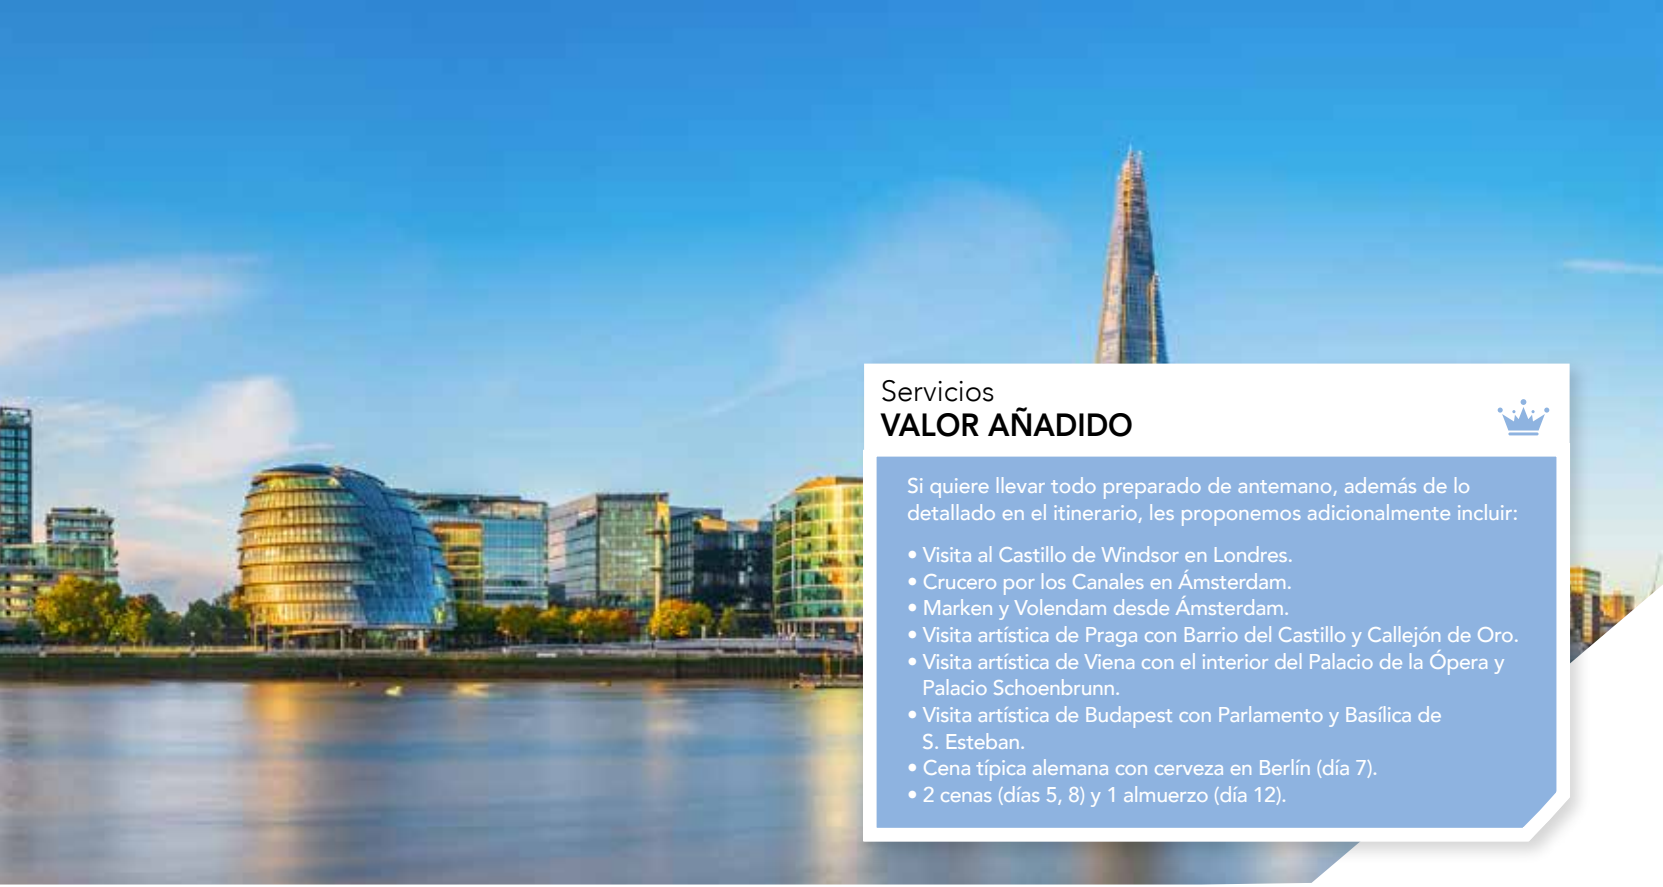 Servicios
VALOR AÑADIDO
Si quiere llevar todo preparado de antemano, además de lo
detallado en el itinerario, les proponemos adicionalmente incluir:
• Visita al Castillo de Windsor en Londres.
• Crucero por los Canales en Ámsterdam.
• Marken y Volendam desde Ámsterdam.
• Visita artística de Praga con Barrio del Castillo y Callejón de Oro.
• Visita artística de Viena con el interior del Palacio de la Ópera y
Palacio Schoenbrunn.
• Visita artística de Budapest con Parlamento y Basílica de
S. Esteban.
• Cena típica alemana con cerveza en Berlín (día 7).
• 2 cenas (días 5, 8) y 1 almuerzo (día 12).